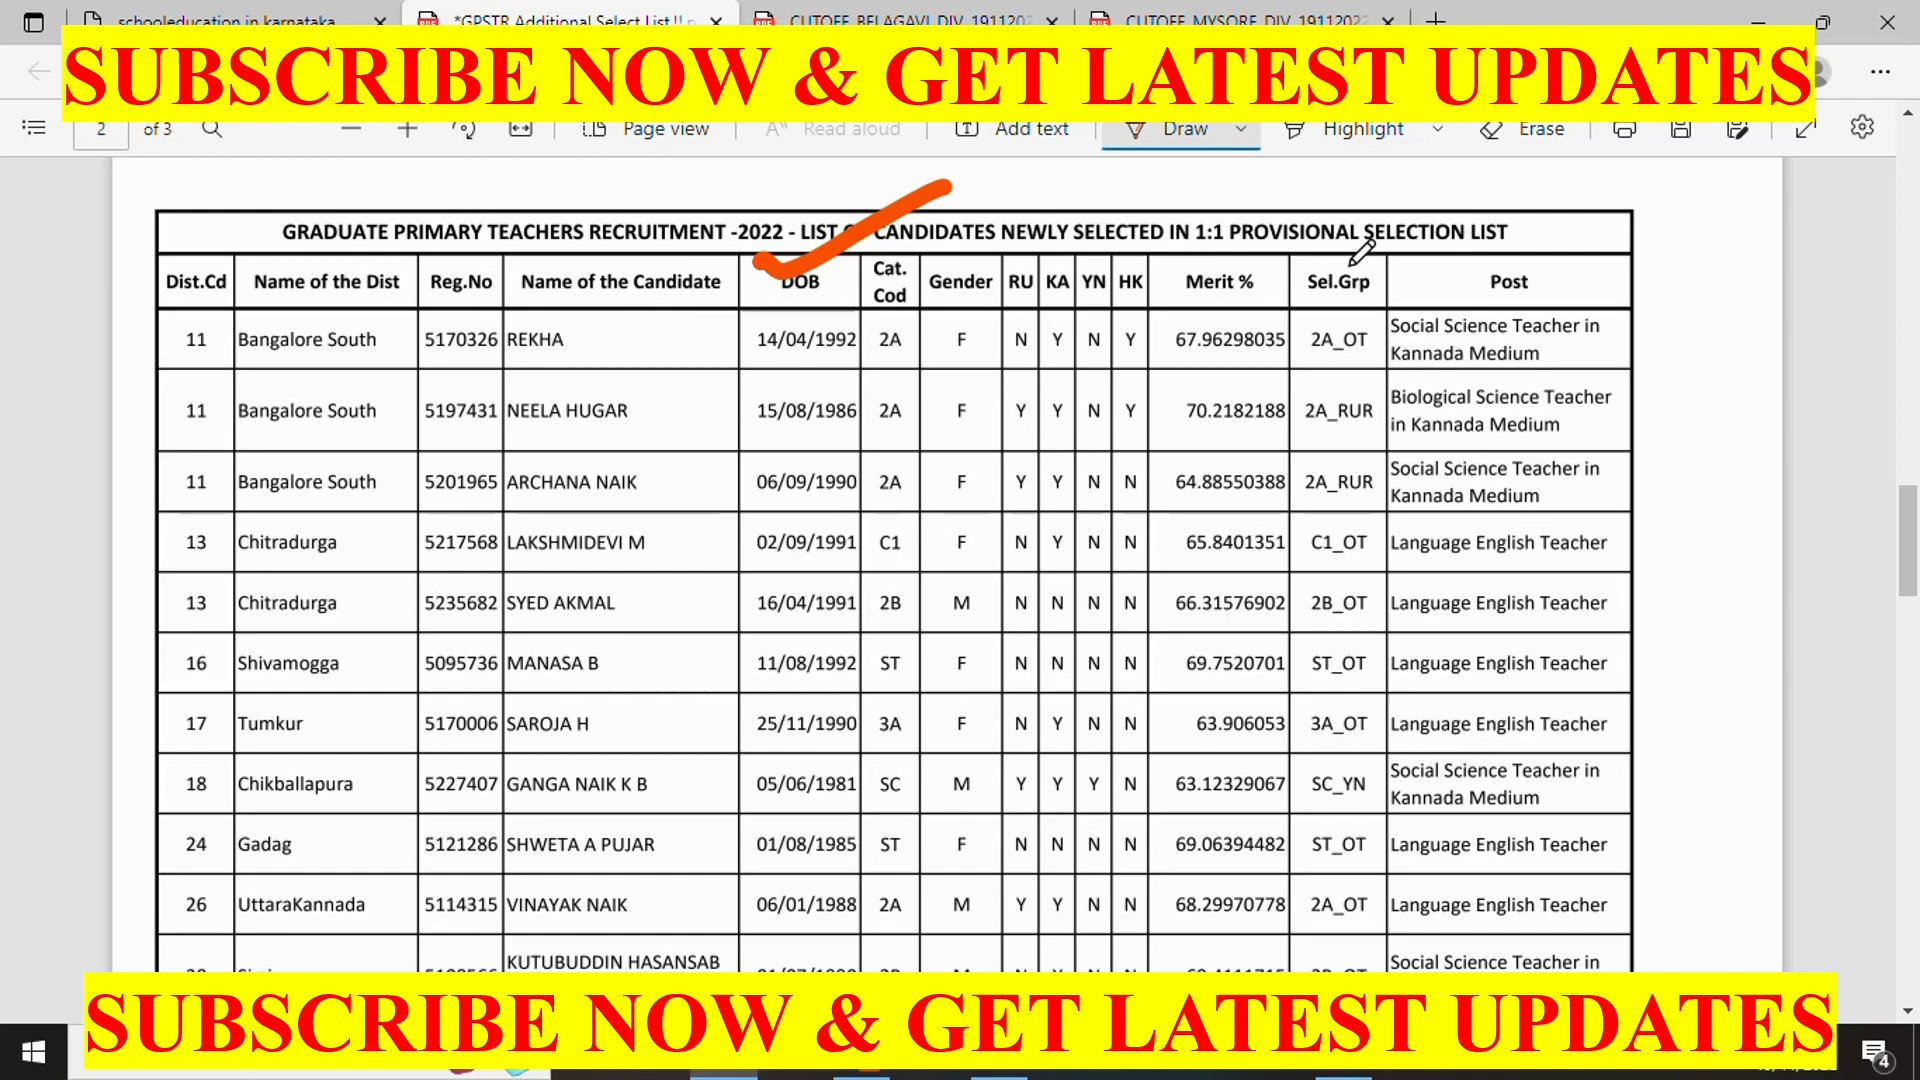 schooleducation in karnataka
*GPSTR Additional Select List !! p
CUTOFF_BELAGAVI_DIV_1911202
CUTOFF_MYSORE_DIV_19112022
SUBSCRIBE NOW & GET LATEST UPDATES
2 of 3 Page view Read aloud Add text Draw Highlight Erase
GRADUATE PRIMARY TEACHERS RECRUITMENT -2022 - LIST CANDIDATES NEWLY SELECTED IN 1:1 PROVISIONAL SELECTION LIST
Dist.Cd Name of the Dist Reg.No Name of the Candidate DOB Cat. Cod Gender RU KA YN HK Merit % Sel.Grp Post
11 Bangalore South 5170326 REKHA 14/04/1992 2A F N Y N Y 67.96298035 2A_OT Social Science Teacher in
Kannada Medium
11 Bangalore South 5197431 NEELA HUGAR 15/08/1986 2A F Y Y N Y 70.2182188 2A_RUR Biological Science Teacher
in Kannada Medium
11 Bangalore South 5201965 ARCHANA NAIK 06/09/1990 2A F Y Y N N 64.88550388 2A_RUR Social Science Teacher in
Kannada Medium
13 Chitradurga 5217568 LAKSHMIDEVI M 02/09/1991 C1 F N Y N N 65.8401351 C1_OT Language English Teacher
13 Chitradurga 5235682 SYED AKMAL 16/04/1991 2B M N N N N 66.31576902 2B_OT Language English Teacher
16 Shivamogga 5095736 MANASA B 11/08/1992 ST F N N N N 69.7520701 ST_OT Language English Teacher
17 Tumkur 5170006 SAROJA H 25/11/1990 3A F N Y N N 63.906053 3A_OT Language English Teacher
18 Chikballapura 5227407 GANGA NAIK K B 05/06/1981 SC M Y Y Y N 63.12329067 SC_YN Social Science Teacher in
Kannada Medium
24 Gadag 5121286 SHWETA A PUJAR 01/08/1985 ST F N N N N 69.06394482 ST_OT Language English Teacher
26 UttaraKannada 5114315 VINAYAK NAIK 06/01/1988 2A M Y Y N N 68.29970778 2A_OT Language English Teacher
KUTUBUDDIN HASANSAB Social Science Teacher in
SUBSCRIBE NOW & GET LATEST UPDATES
4